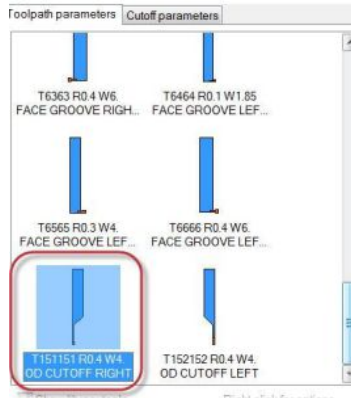 Toolpath parameters Cutoff parameters
T6363 R0.4 W6. T6464 R0.1 W1.85
FACE GROOVE RIGH... FACE GROOVE LEF...
T6565 R0.3 W4. T6666 R0.4 W6.
FACE GROOVE LEF... FACE GROOVE LEF...
T151151 R0.4 W4. T152152 R0.4 W4.
OD CUTOFF RIGHT OD CUTOFF LEFT